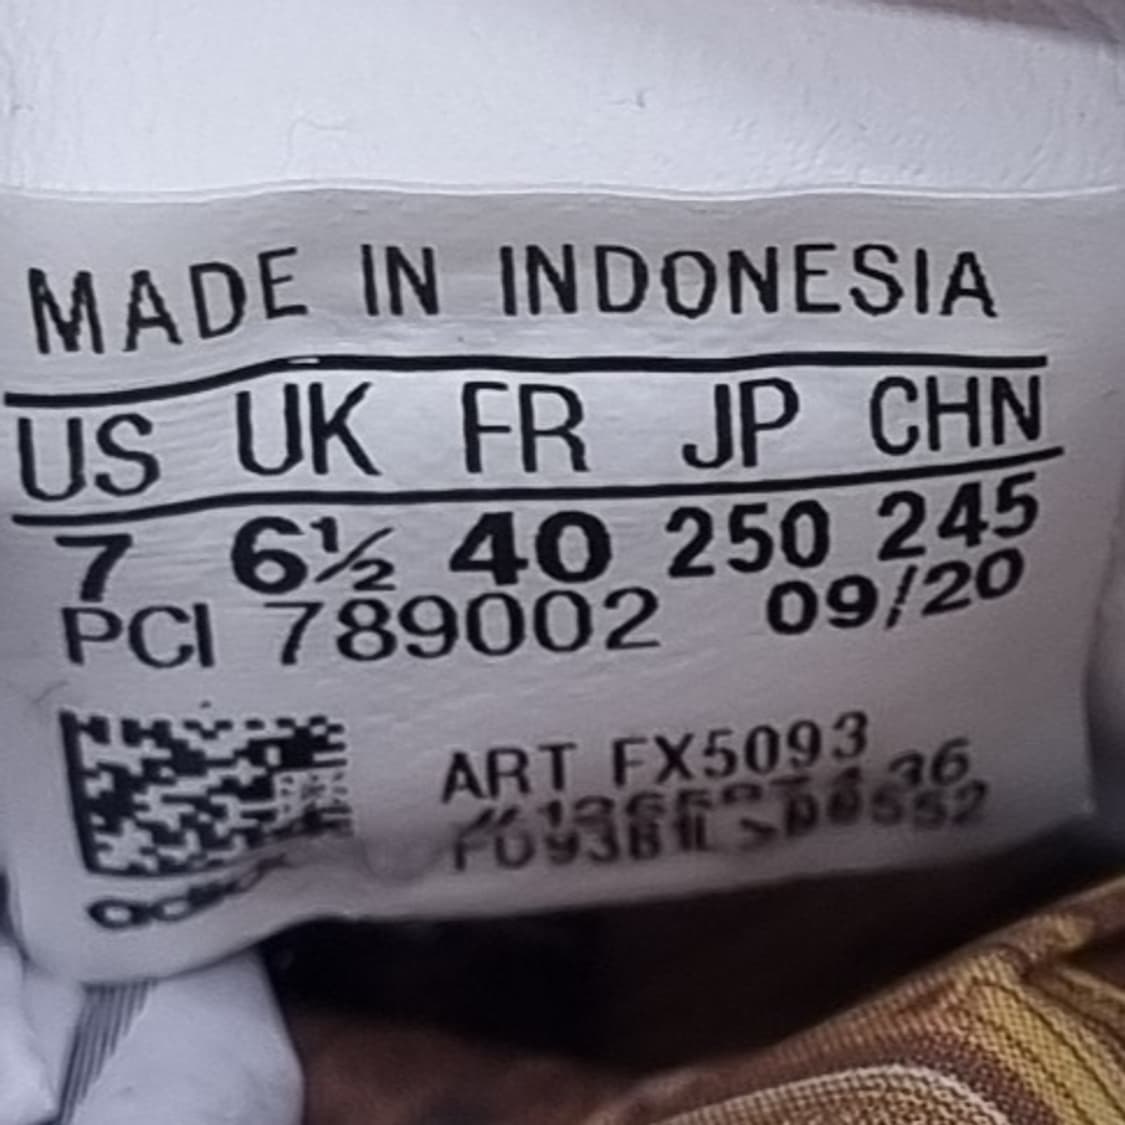 MADE IN INDONESIA
US UK FR JP CHN
7 6½ 40 250 245
PCI 789002 09/20
ART FX5093